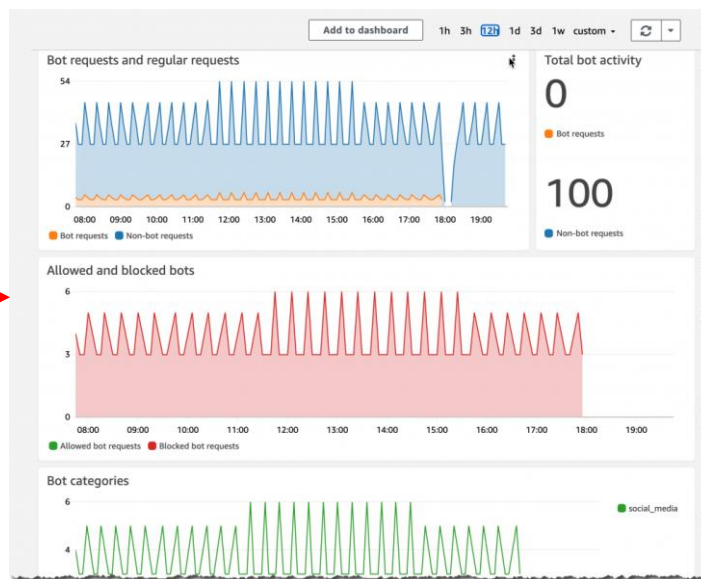 Add to dashboard 1h 3h 12h 1d 3d 1w custom
Bot requests and regular requests
54
27
0
08:00 09:00 10:00 11:00 12:00 13:00 14:00 15:00 16:00 17:00 18:00 19:00
Bot requests Non-bot requests
Total bot activity
0
Bot requests
100
Non-bot requests
Allowed and blocked bots
6
3
0
08:00 09:00 10:00 11:00 12:00 13:00 14:00 15:00 16:00 17:00 18:00 19:00
Allowed bot requests Blocked bot requests
Bot categories
6
4
social_media